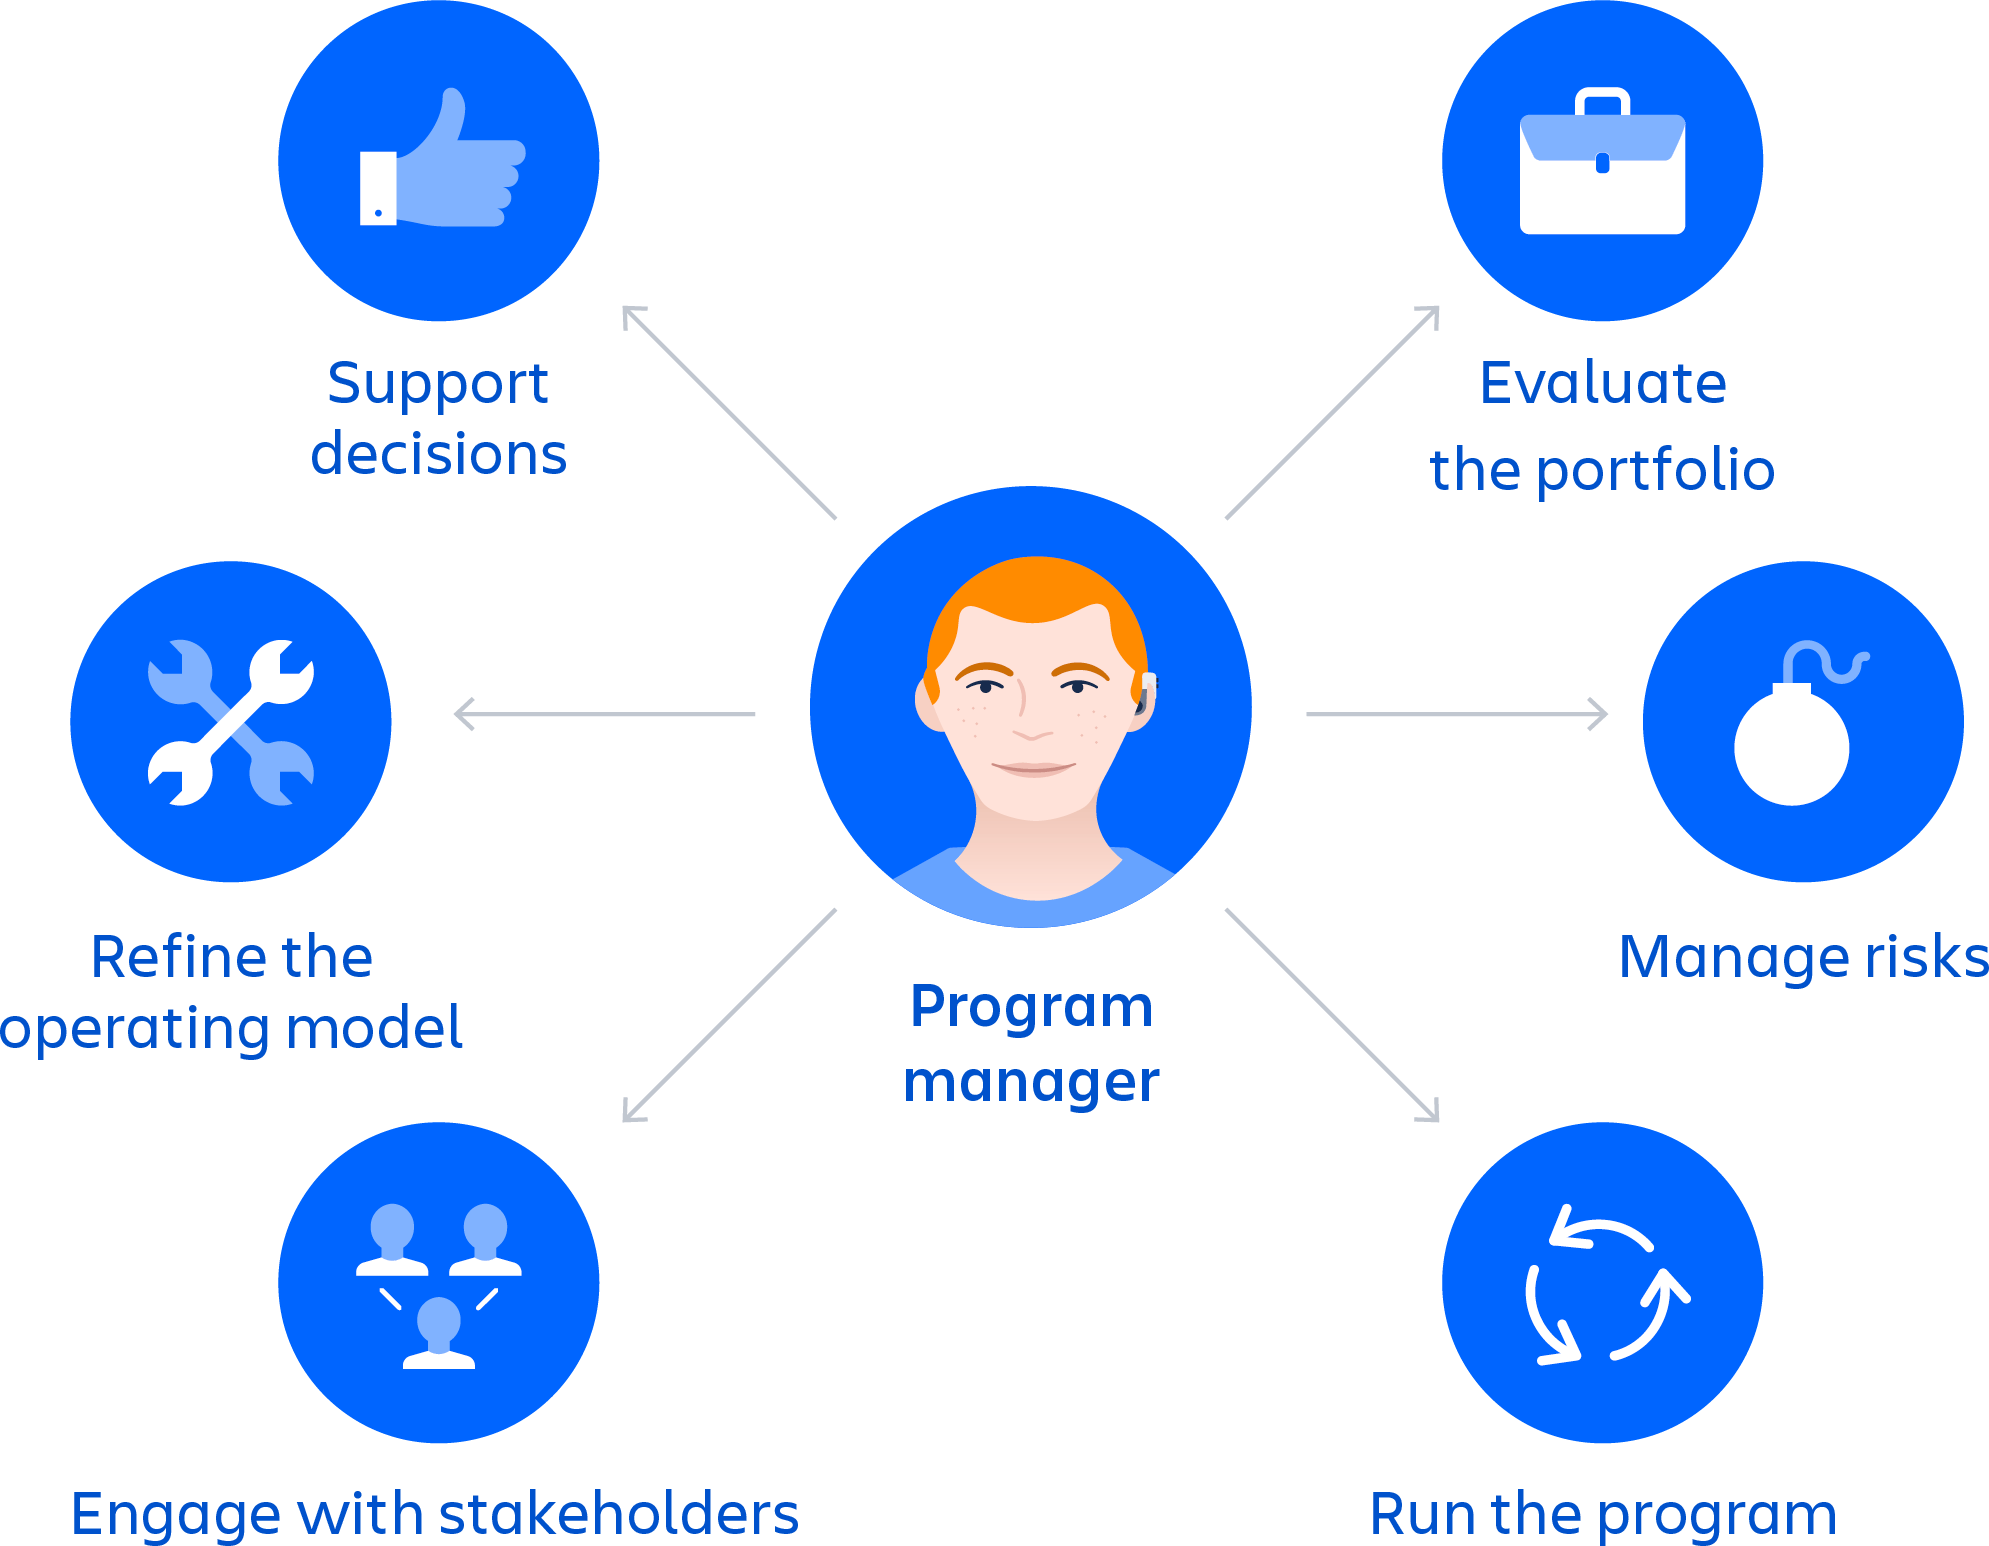 Support
decisions
Evaluate
the portfolio
Refine the
operating model
Program
manager
Manage risks
Engage with stakeholders
Run the program